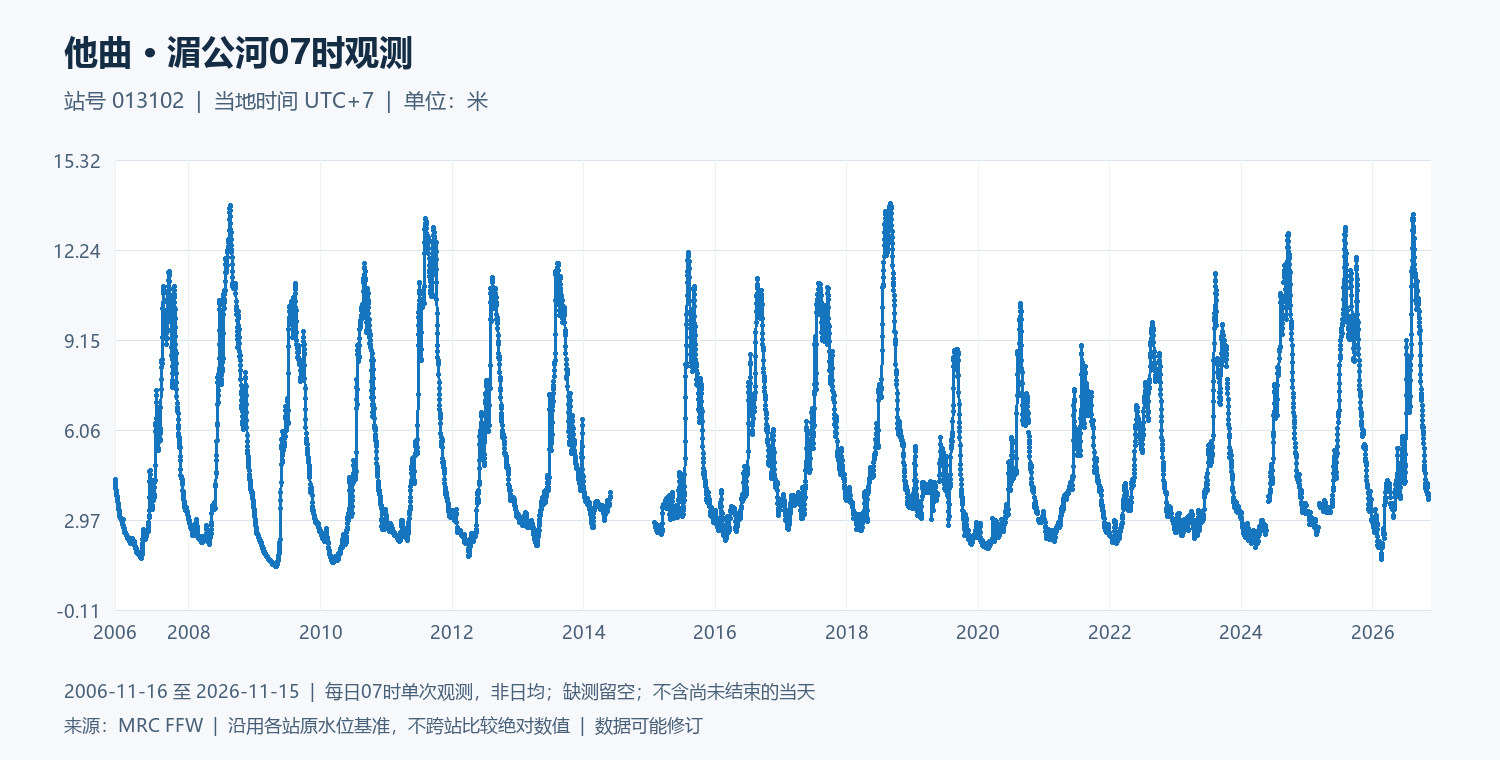 他曲·湄公河07时观测
站号 013102 | 当地时间 UTC+7 | 单位：米
15.32
12.24
9.15
6.06
2.97
-0.11
2006 2008 2010 2012 2014 2016 2018 2020 2022 2024 2026
2006-11-16 至 2026-11-15 | 每日07时单次观测，非日均；缺测留空；不含尚未结束的当天
来源：MRC FFW | 沿用各站原水位基准，不跨站比较绝对数值 | 数据可能修订